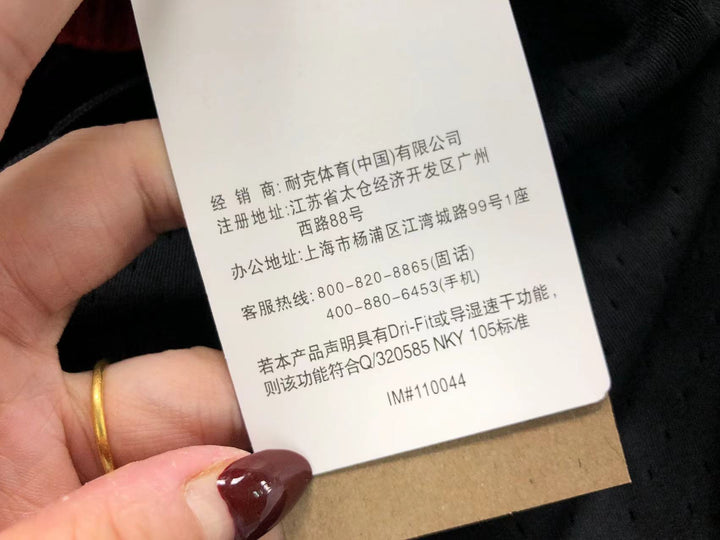 经 销 商:耐克体育(中国)有限公司
注册地址:江苏省太仓经济开发区广州
西路88号
办公地址:上海市杨浦区江湾城路99号1座
客服热线:800-820-8865(固话)
400-880-6453(手机)
若本产品声明具有Dri-Fit或导湿速干功能,
则该功能符合Q/320585 NKY 105标准
IM#110044